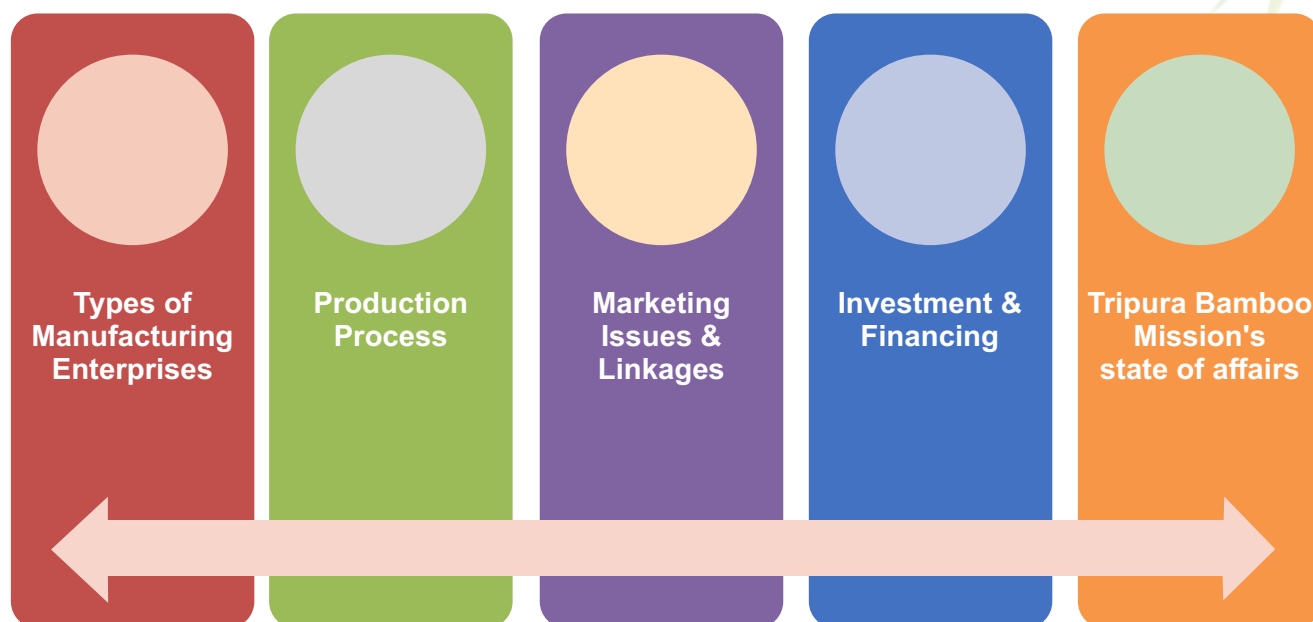 Types of
Manufacturing
Enterprises
Production
Process
Marketing
Issues &
Linkages
Investment &
Financing
Tripura Bamboo
Mission's
state of affairs